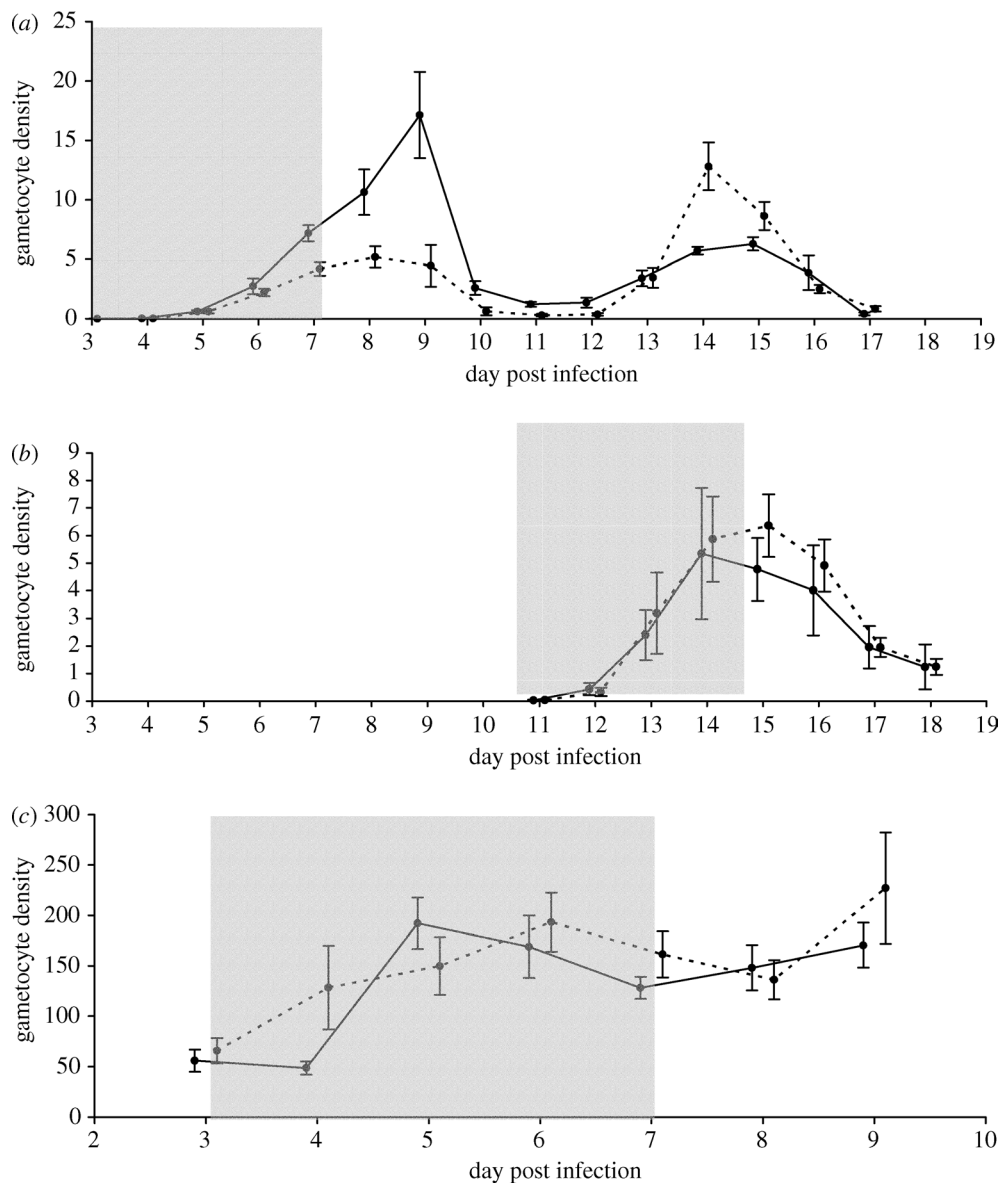 (a)
25
20
15
10
5
0
gametocyte density
3 4 5 6 7 8 9 10 11 12 13 14 15 16 17 18 19
day post infection
(b)
9
8
7
6
5
4
3
2
1
0
gametocyte density
3 4 5 6 7 8 9 10 11 12 13 14 15 16 17 18 19
day post infection
(c)
300
250
200
150
100
50
0
gametocyte density
2 3 4 5 6 7 8 9 10
day post infection